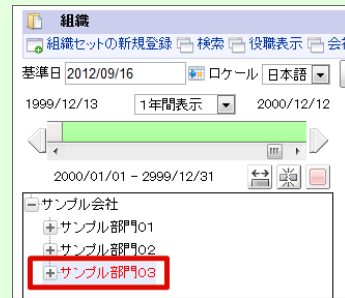 組織
組織セットの新規登録 検索 役職表示
基準日 2012/09/16 ロケール 日本語
1999/12/13 1年間表示 2000/12/12
2000/01/01 - 2999/12/31
サンプル会社
サンプル部門01
サンプル部門02
サンプル部門03